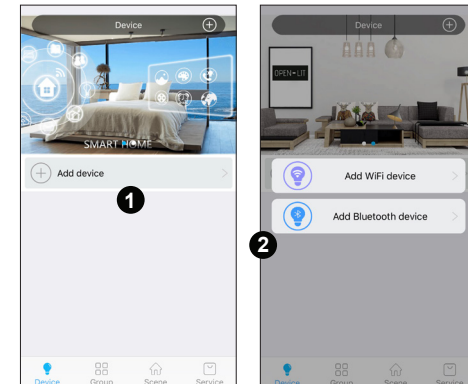 Device
SMART HOME
Add device
1
Device
Group
Scene
Service
Device
OPEN-LIT
Add WiFi device
Add Bluetooth device
2
Device
Group
Scene
Service